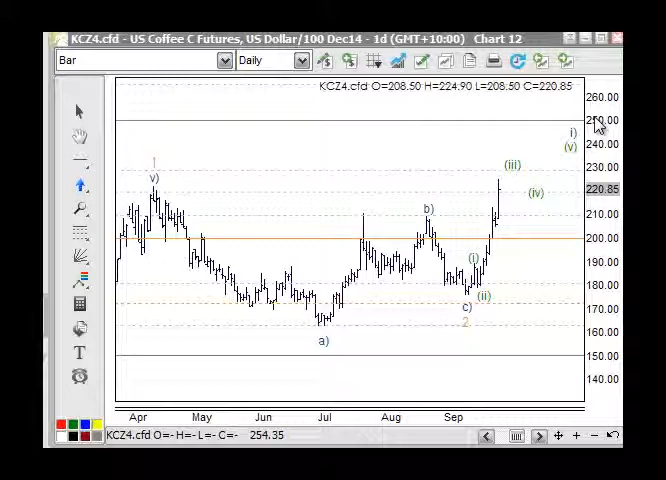 KCZ4.cfd - US Coffee C Futures, US Dollar/100 Dec14 - 1d (GMT+10:00) Chart 12
Bar
Daily
KCZ4.cfd O=208.50 H=224.90 L=208.50 C=220.85
260.00
250.00
240.00
230.00
220.85
210.00
200.00
190.00
180.00
170.00
160.00
150.00
140.00
1
v)
a)
b)
(i)
(ii)
c)
2
(iii)
(iv)
i)
(v)
T
Apr May Jun Jul Aug Sep
KCZ4.cfd O=- H=- L=- C=- 254.35